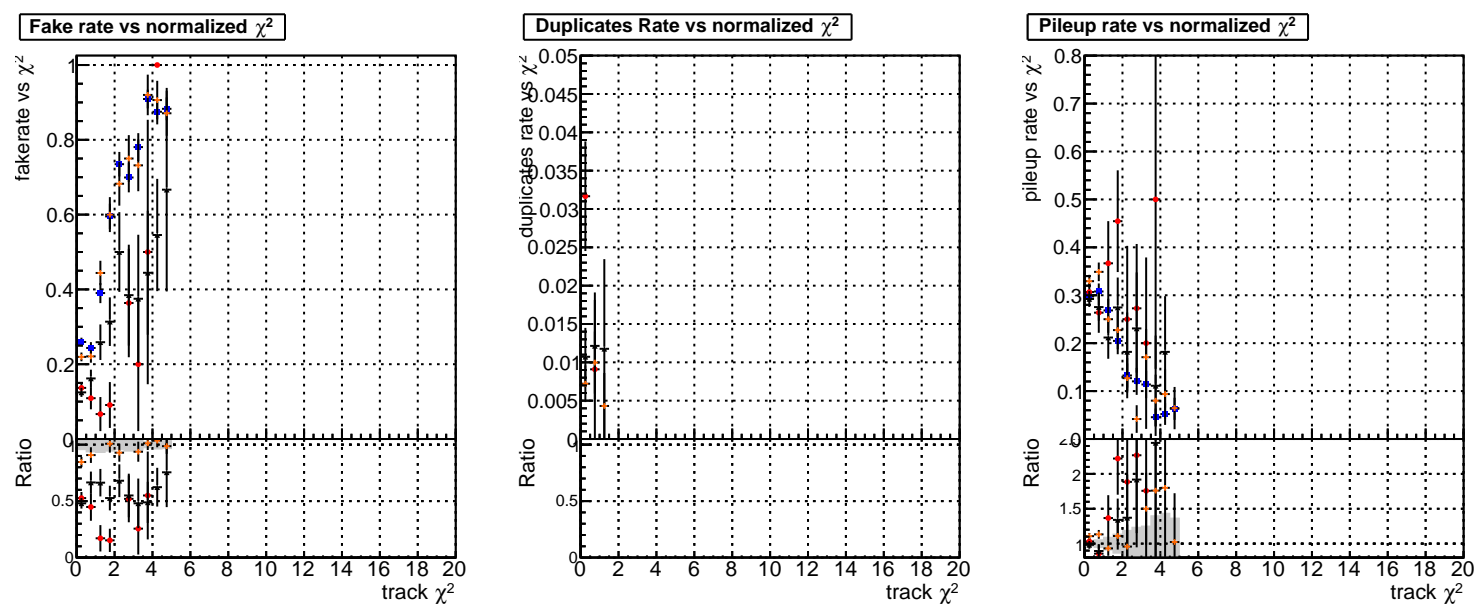 Fake rate vs normalized χ²
Duplicates Rate vs normalized χ²
Pileup rate vs normalized χ²
fakerate vs χ²
1
0.8
0.6
0.4
0.2
0
Ratio
1
0.5
0
0 2 4 6 8 10 12 14 16 18 20
track χ²
duplicates rate vs χ²
0.05
0.045
0.04
0.035
0.03
0.025
0.02
0.015
0.01
0.005
0
Ratio
1
0.5
0
0 2 4 6 8 10 12 14 16 18 20
track χ²
pileup rate vs χ²
0.8
0.7
0.6
0.5
0.4
0.3
0.2
0.1
Ratio
2
1.5
1
0 2 4 6 8 10 12 14 16 18 20
track χ²